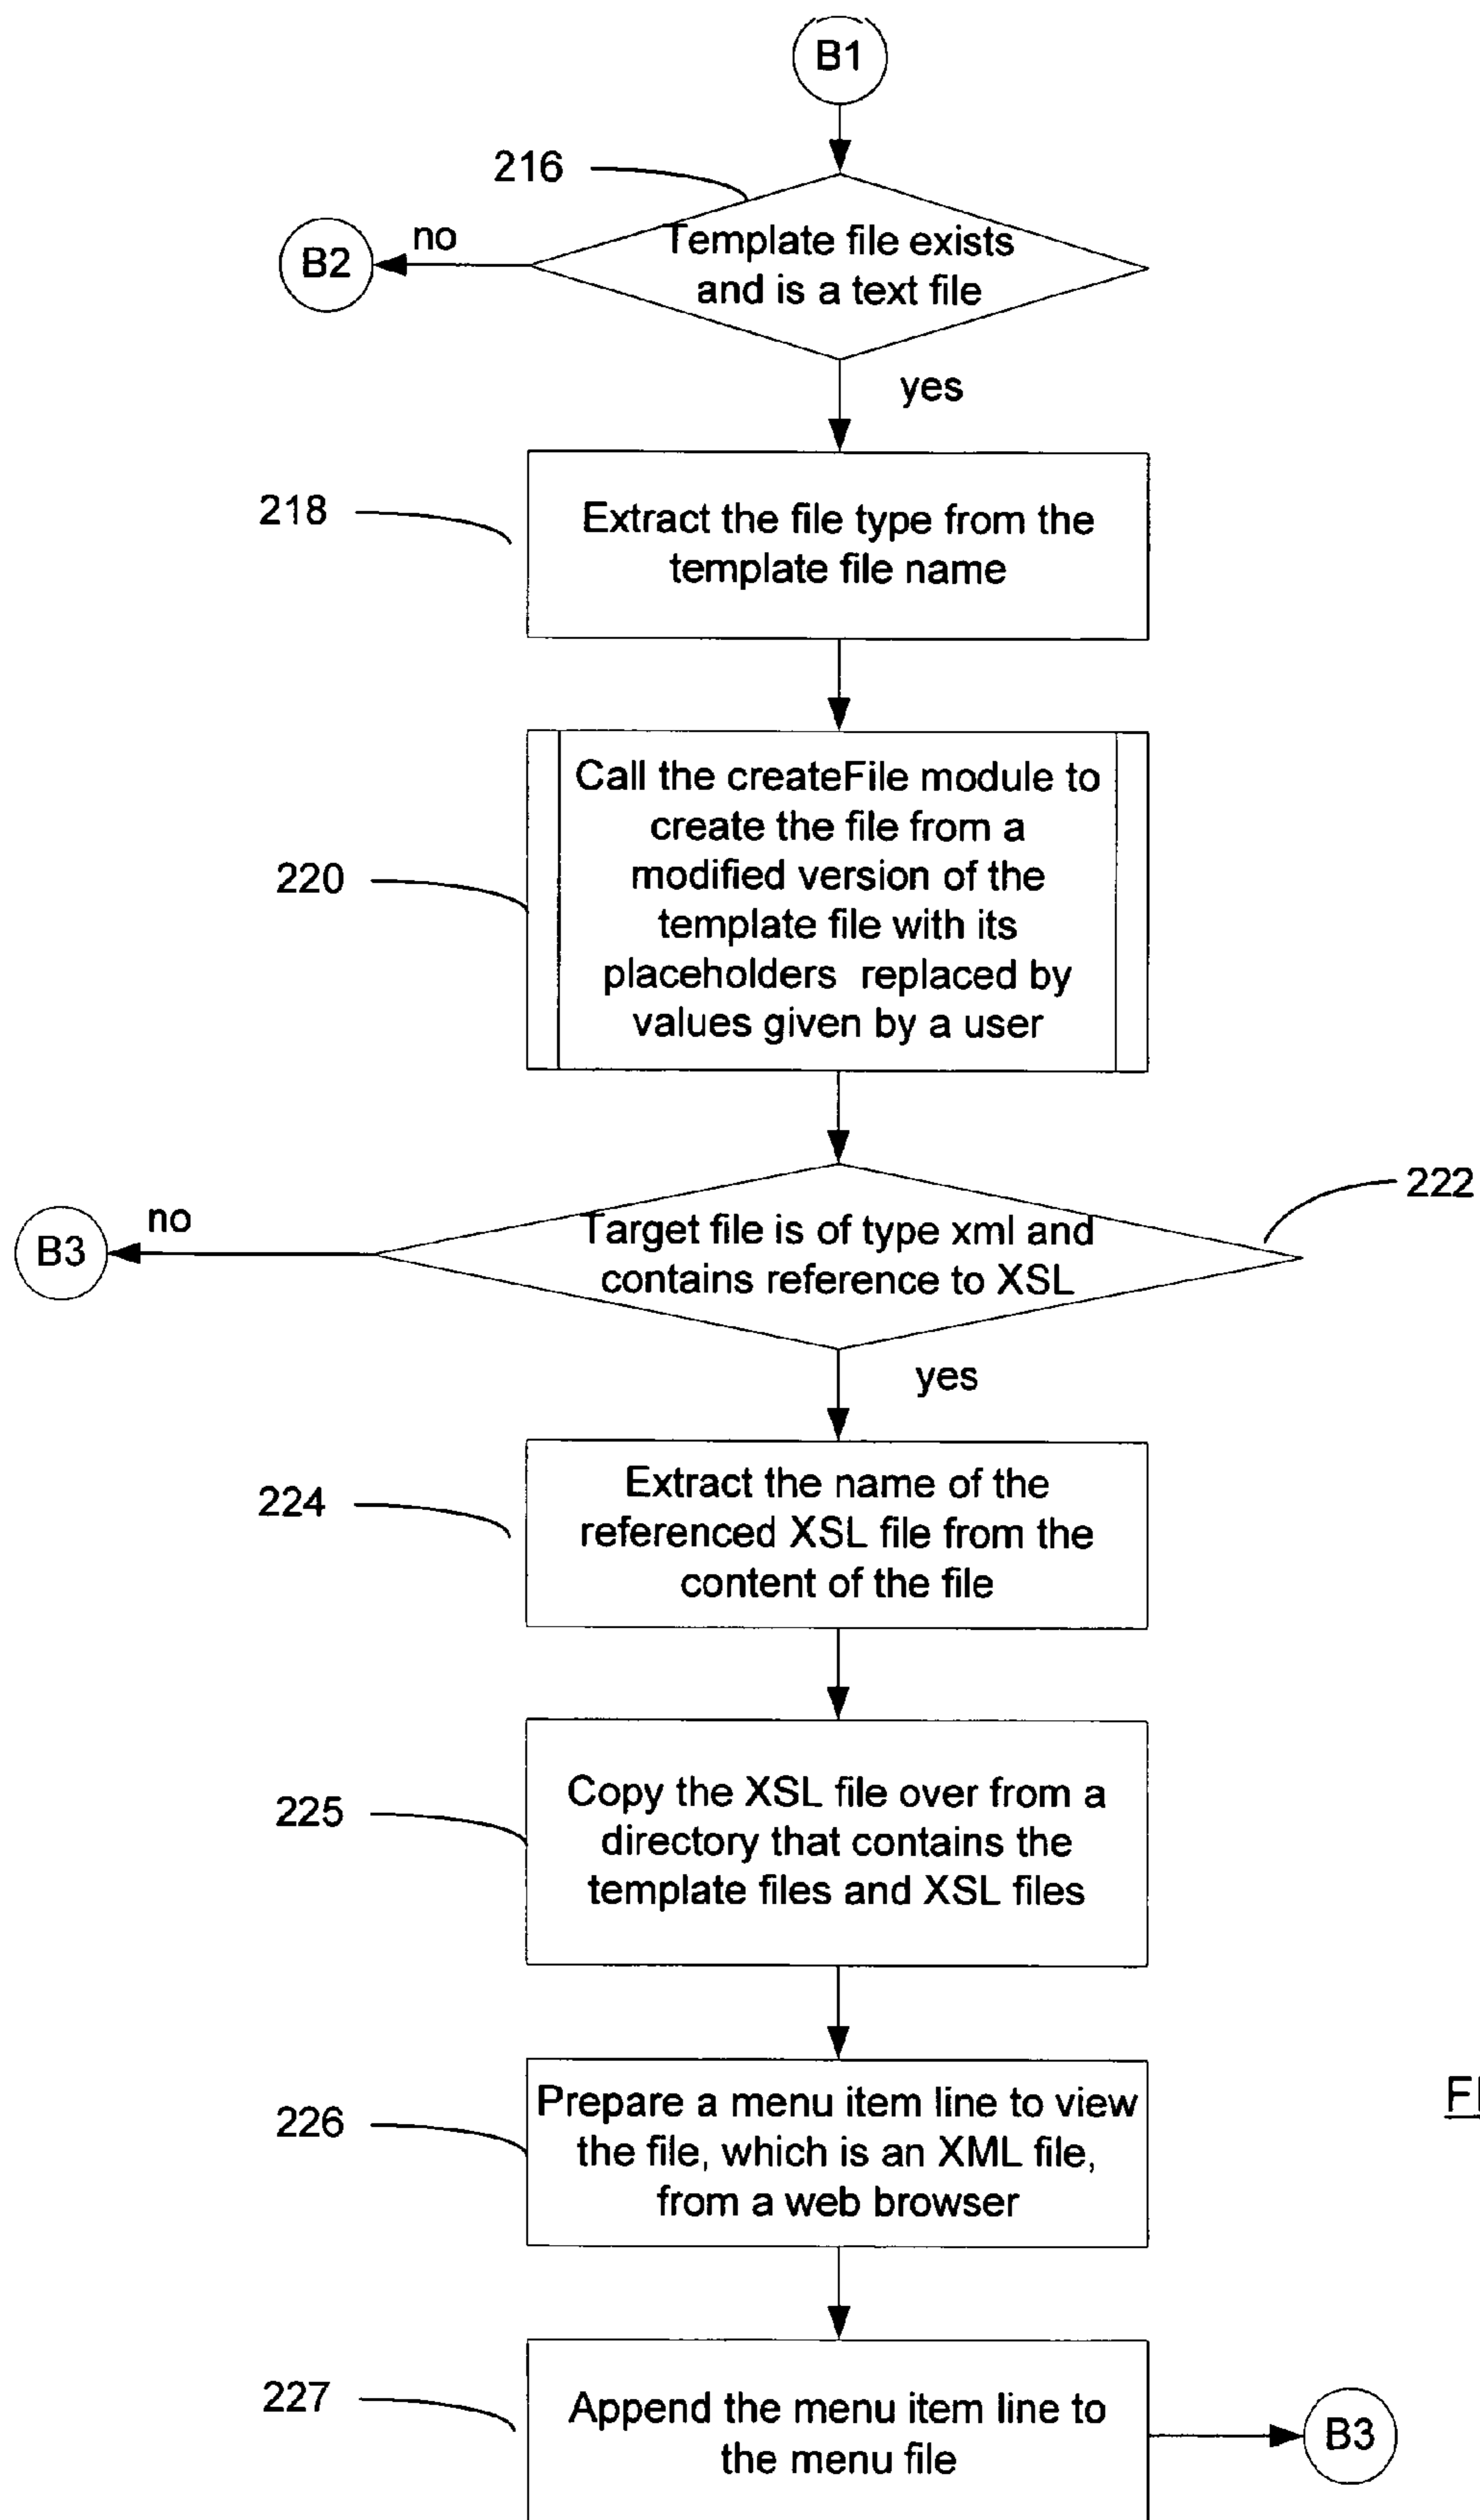 B1
216
Template file exists
and is a text file
no
B2
yes
218
Extract the file type from the
template file name
220
Call the createFile module to
create the file from a
modified version of the
template file with its
placeholders replaced by
values given by a user
222
Target file is of type xml and
contains reference to XSL
no
B3
yes
224
Extract the name of the
referenced XSL file from the
content of the file
225
Copy the XSL file over from a
directory that contains the
template files and XSL files
226
Prepare a menu item line to view
the file, which is an XML file,
from a web browser
227
Append the menu item line to
the menu file
B3